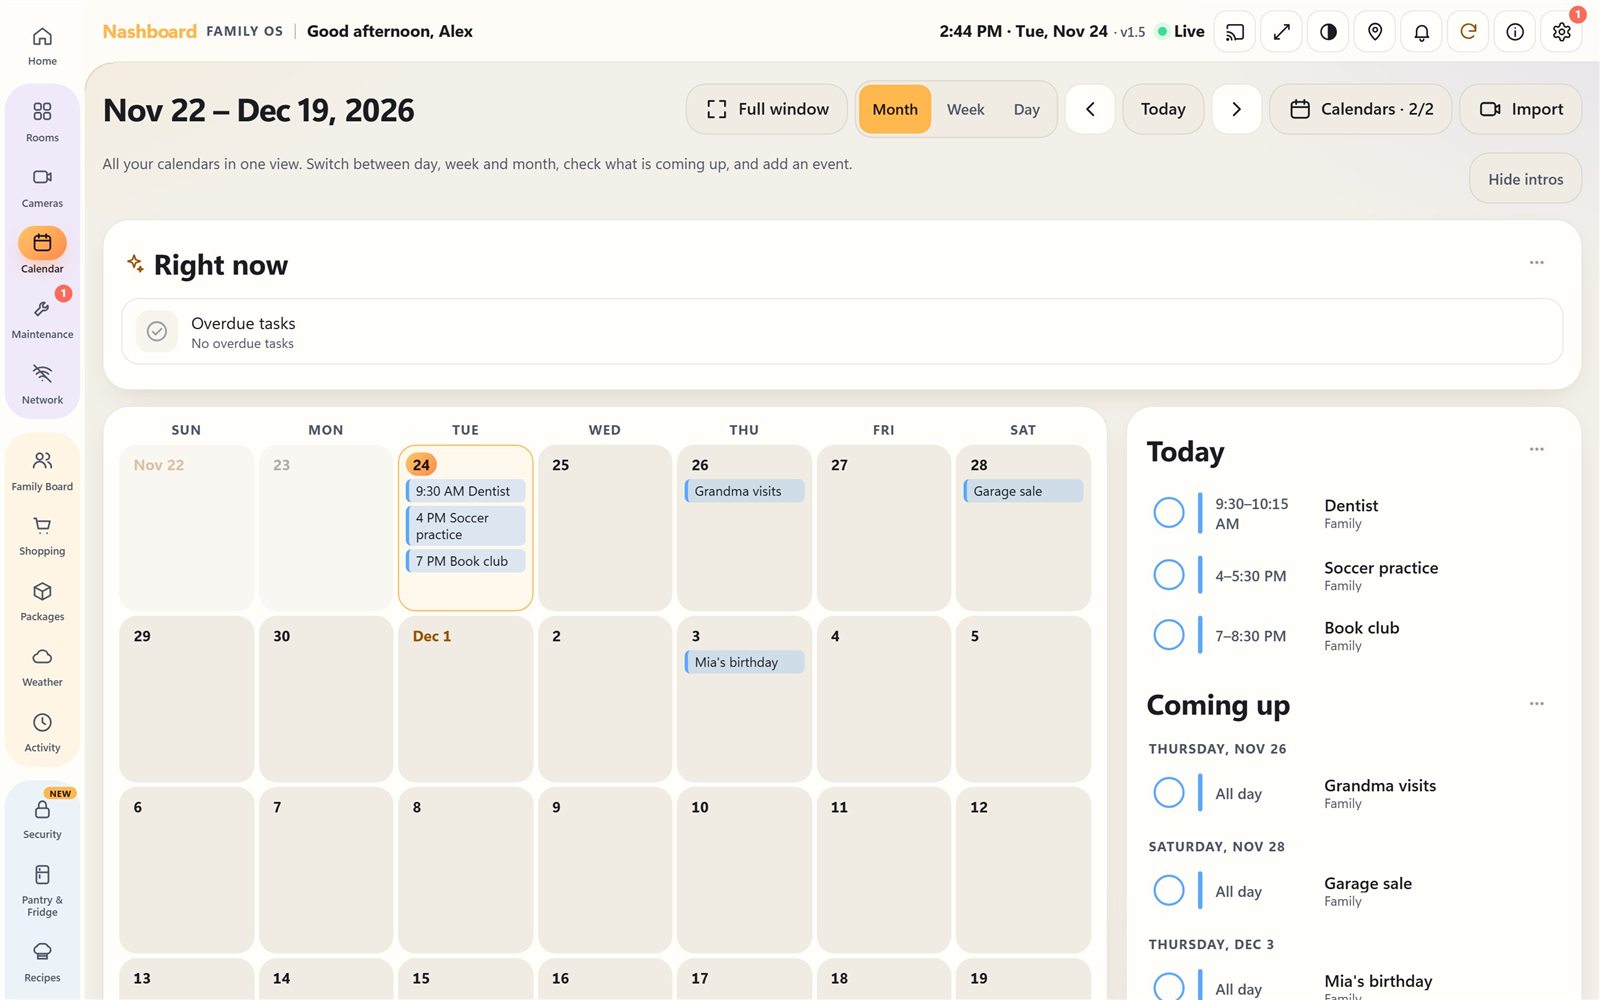 Nashboard FAMILY OS Good afternoon, Alex
2:44 PM · Tue, Nov 24 · v1.5 Live
1
Home
Rooms
Cameras
Calendar
1
Maintenance
Network
Family Board
Shopping
Packages
Weather
Activity
NEW
Security
Pantry &
Fridge
Recipes
Nov 22 – Dec 19, 2026
Full window
Month Week Day
Today
Calendars · 2/2
Import
All your calendars in one view. Switch between day, week and month, check what is coming up, and add an event.
Hide intros
Right now
Overdue tasks
No overdue tasks
SUN MON TUE WED THU FRI SAT
Nov 22 23 24 25 26 27 28
9:30 AM Dentist
4 PM Soccer
practice
7 PM Book club
Grandma visits
Garage sale
29 30 Dec 1 2 3 4 5
Mia's birthday
6 7 8 9 10 11 12
13 14 15 16 17 18 19
Today
9:30–10:15
AM
Dentist
Family
4–5:30 PM
Soccer practice
Family
7–8:30 PM
Book club
Family
Coming up
THURSDAY, NOV 26
All day
Grandma visits
Family
SATURDAY, NOV 28
All day
Garage sale
Family
THURSDAY, DEC 3
All day
Mia's birthday
Family